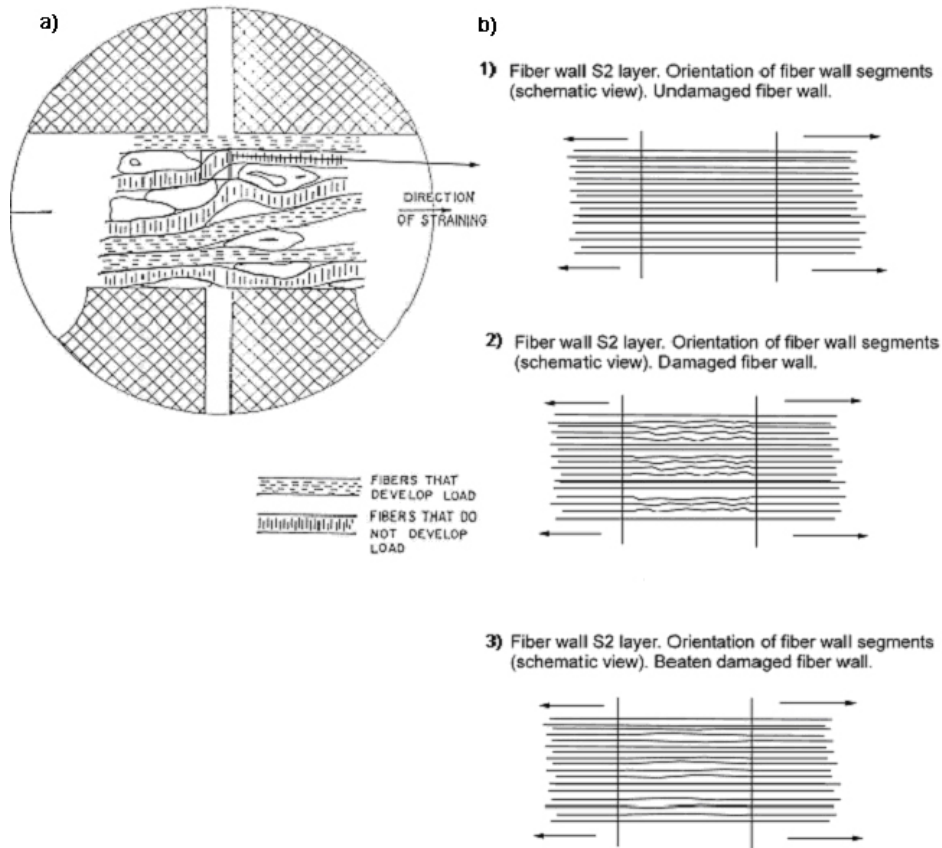 a)
DIRECTION
OF STRAINING
FIBERS THAT
DEVELOP LOAD
FIBERS THAT DO
NOT DEVELOP
LOAD
b)
1) Fiber wall S2 layer. Orientation of fiber wall segments
(schematic view). Undamaged fiber wall.
2) Fiber wall S2 layer. Orientation of fiber wall segments
(schematic view). Damaged fiber wall.
3) Fiber wall S2 layer. Orientation of fiber wall segments
(schematic view). Beaten damaged fiber wall.